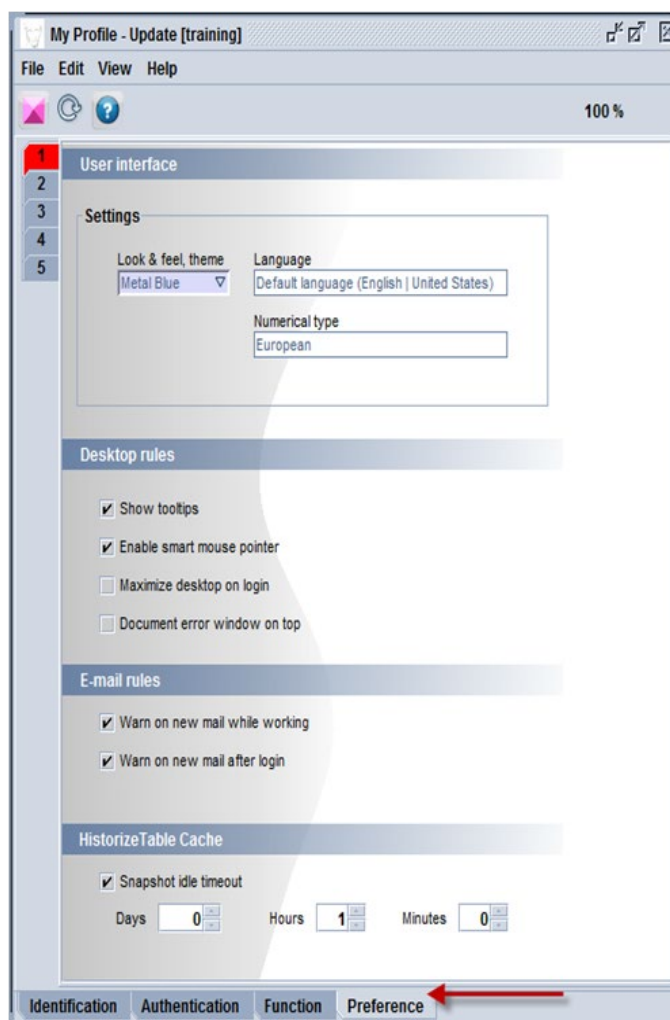 My Profile - Update [training]
File Edit View Help
100 %
1
2
3
4
5
User interface
Settings
Look & feel, theme Language
Metal Blue Default language (English | United States)
Numerical type
European
Desktop rules
Show tooltips
Enable smart mouse pointer
Maximize desktop on login
Document error window on top
E-mail rules
Warn on new mail while working
Warn on new mail after login
HistorizeTable Cache
Snapshot idle timeout
Days 0 Hours 1 Minutes 0
Identification Authentication Function Preference